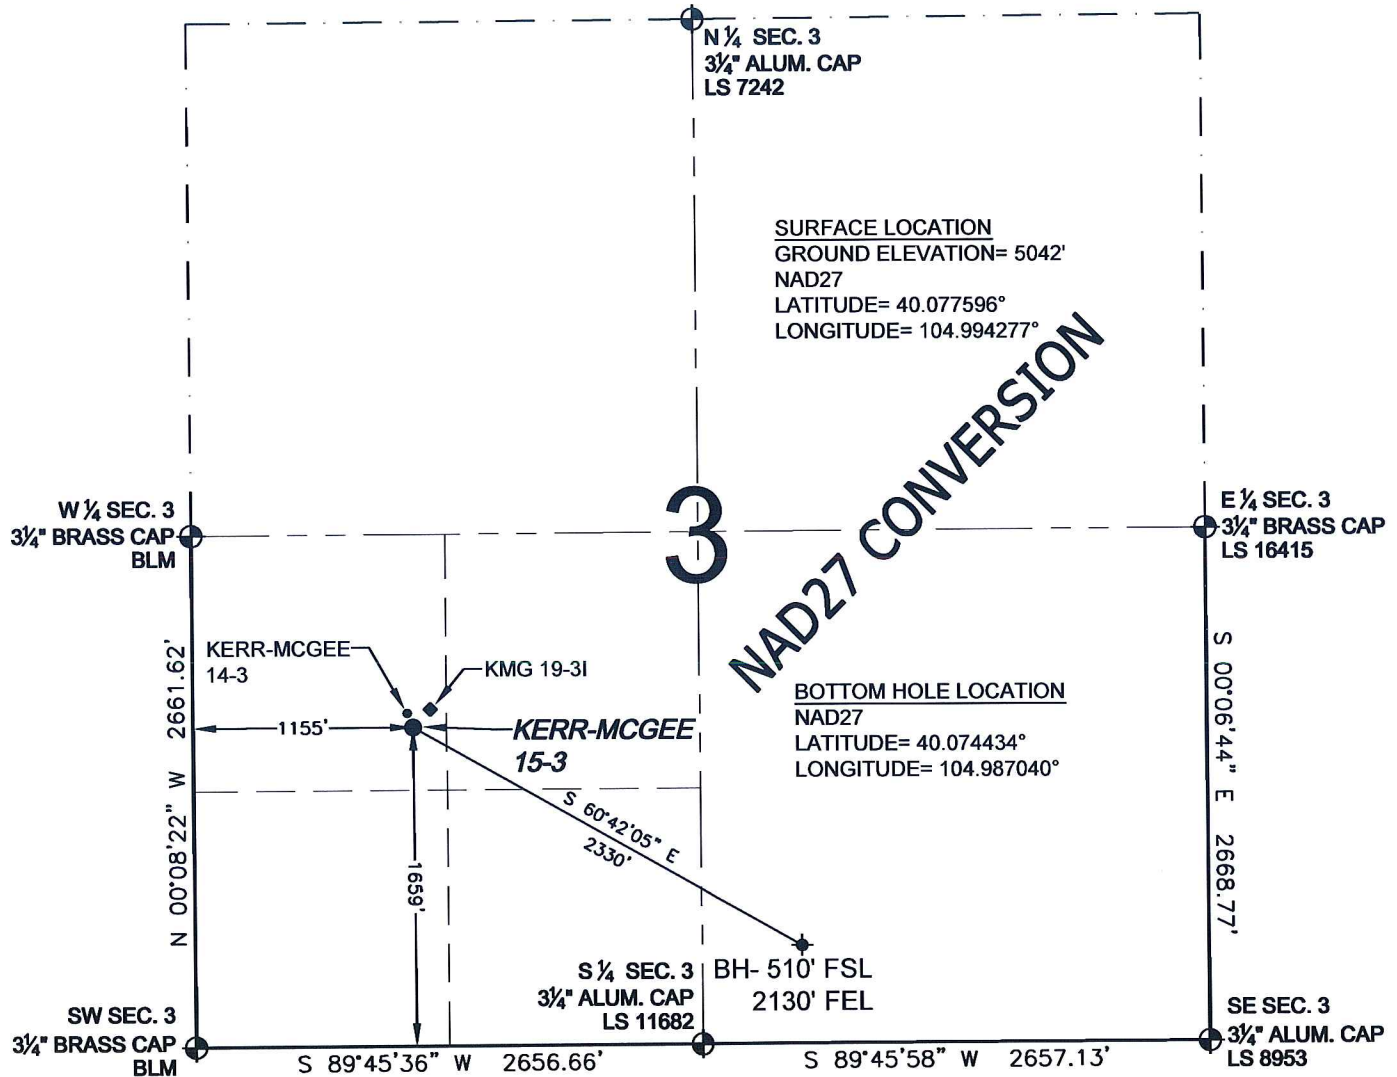 N ¼ SEC. 3
3¼" ALUM. CAP
LS 7242
SURFACE LOCATION
GROUND ELEVATION= 5042'
NAD27
LATITUDE= 40.077596°
LONGITUDE= 104.994277°
NAD27 CONVERSION
W ¼ SEC. 3
3¼" BRASS CAP
BLM
3
E ¼ SEC. 3
3¼" BRASS CAP
LS 16415
N 00°08'22" W 2661.62'
KERR-MCGEE
14-3
KMG 19-3I
1155'
KERR-MCGEE
15-3
BOTTOM HOLE LOCATION
NAD27
LATITUDE= 40.074434°
LONGITUDE= 104.987040°
S 00°06'44" E 2668.77'
S 60°42'05" E
2330'
1659'
BH- 510' FSL
2130' FEL
S ¼ SEC. 3
3¼" ALUM. CAP
LS 11682
SW SEC. 3
3¼" BRASS CAP
BLM
SE SEC. 3
3¼" ALUM. CAP
LS 8953
S 89°45'36" W 2656.66'
S 89°45'58" W 2657.13'